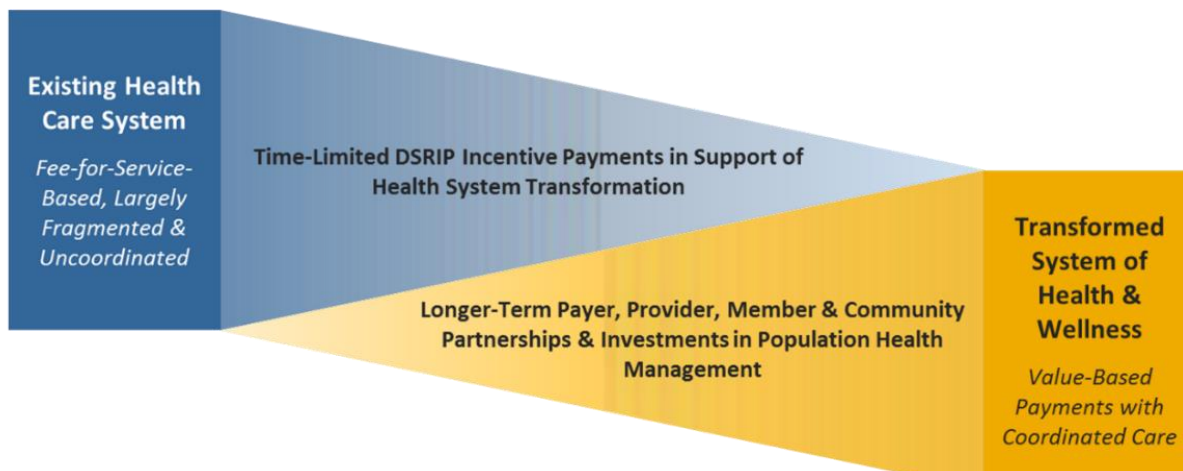 Existing Health
Care System
Fee-for-Service-
Based, Largely
Fragmented &
Uncoordinated
Time-Limited DSRIP Incentive Payments in Support of
Health System Transformation
Longer-Term Payer, Provider, Member & Community
Partnerships & Investments in Population Health
Management
Transformed
System of
Health &
Wellness
Value-Based
Payments with
Coordinated Care